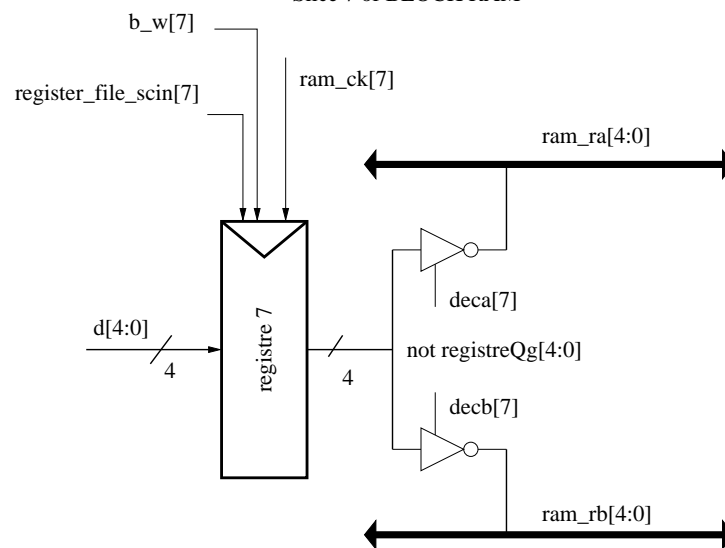 b_w[7]
ram_ck[7]
register_file_scin[7]
ram_ra[4:0]
deca[7]
d[4:0]
4
registre 7
4
not registreQg[4:0]
decb[7]
ram_rb[4:0]